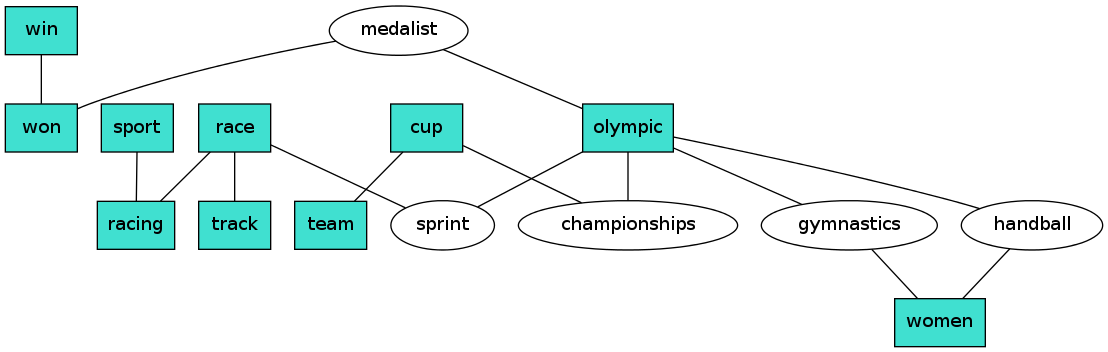 win
medalist
won
sport
race
cup
olympic
racing
track
team
sprint
championships
gymnastics
handball
women